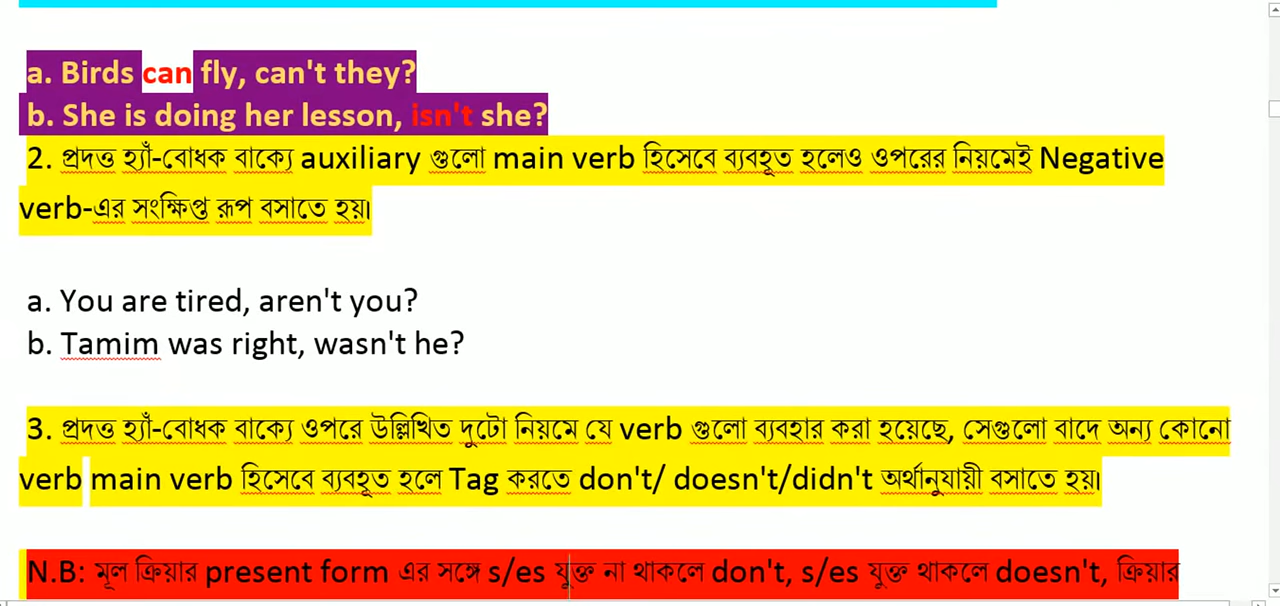 a. Birds can fly, can't they?
b. She is doing her lesson, isn't she?
2. প্রদত্ত হ্যাঁ-বোধক বাক্যে auxiliary গুলো main verb হিসেবে ব্যবহূত হলেও ওপরের নিয়মেই Negative
verb-এর সংক্ষিপ্ত রূপ বসাতে হয়।
a. You are tired, aren't you?
b. Tamim was right, wasn't he?
3. প্রদত্ত হ্যাঁ-বোধক বাক্যে ওপরে উল্লিখিত দুটো নিয়মে যে verb গুলো ব্যবহার করা হয়েছে, সেগুলো বাদে অন্য কোনো
verb main verb হিসেবে ব্যবহূত হলে Tag করতে don't/ doesn't/didn't অর্থানুযায়ী বসাতে হয়।
N.B: মূল ক্রিয়ার present form এর সঙ্গে s/es যুক্ত না থাকলে don't, s/es যুক্ত থাকলে doesn't, ক্রিয়ার